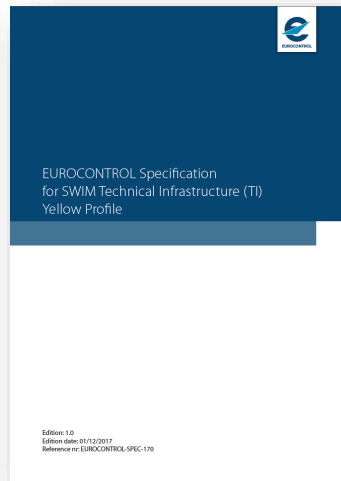 EUROCONTROL
EUROCONTROL Specification
for SWIM Technical Infrastructure (TI)
Yellow Profile
Edition: 1.0
Edition date: 01/12/2017
Reference nr: EUROCONTROL-SPEC-170